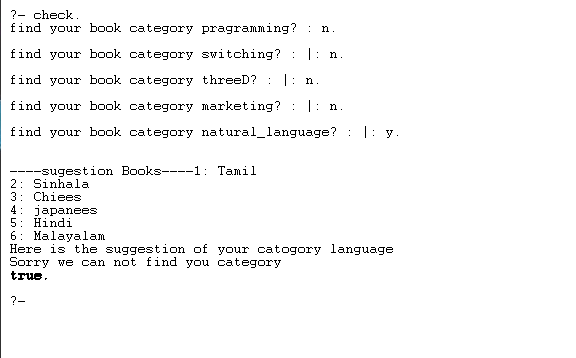 ?- check.
find your book category pragramming? : n.
find your book category switching? : |: n.
find your book category threeD? : |: n.
find your book category marketing? : |: n.
find your book category natural_language? : |: y.
----sugestion Books----1: Tamil
2: Sinhala
3: Chiees
4: japanees
5: Hindi
6: Malayalam
Here is the suggestion of your catogory language
Sorry we can not find you category
true.
?-